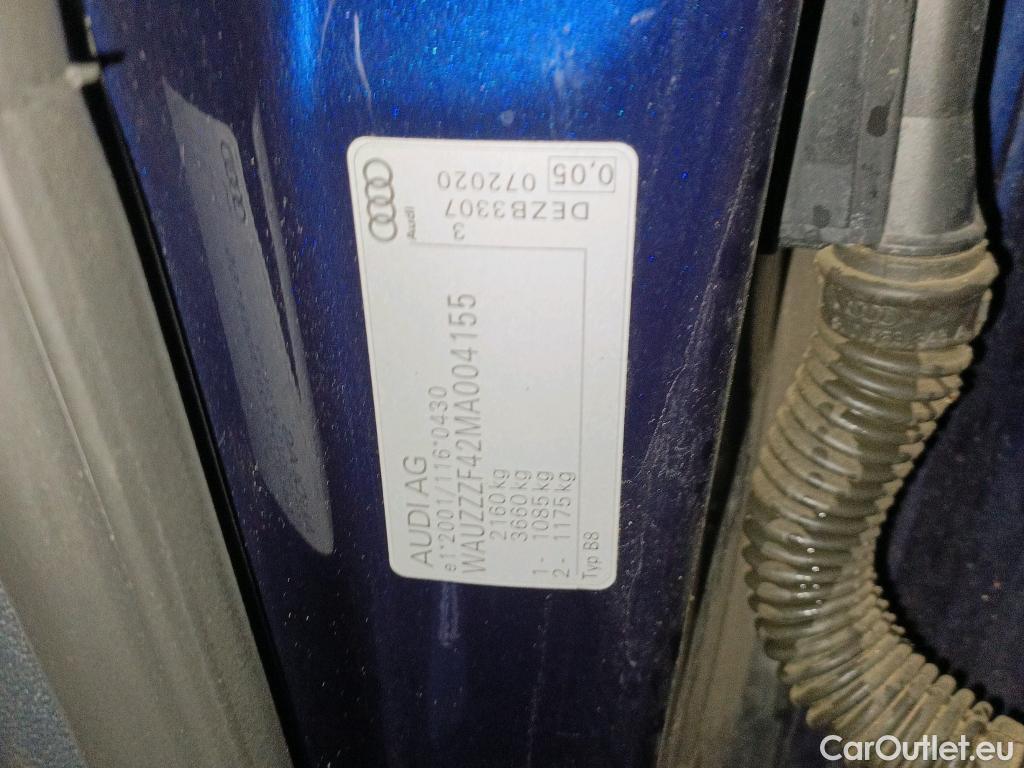 AUDI AG
e1*2001/116*0430
WAUZZZF42MA004155
2160 kg
3660 kg
1 - 1085 kg
2 - 1175 kg
Typ B8
Audi
3
DEZB3307
072020
0,05
CarOutlet.eu